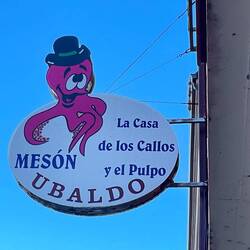 La Casa
de los Callos
y el Pulpo
MESÓN
UBALDO